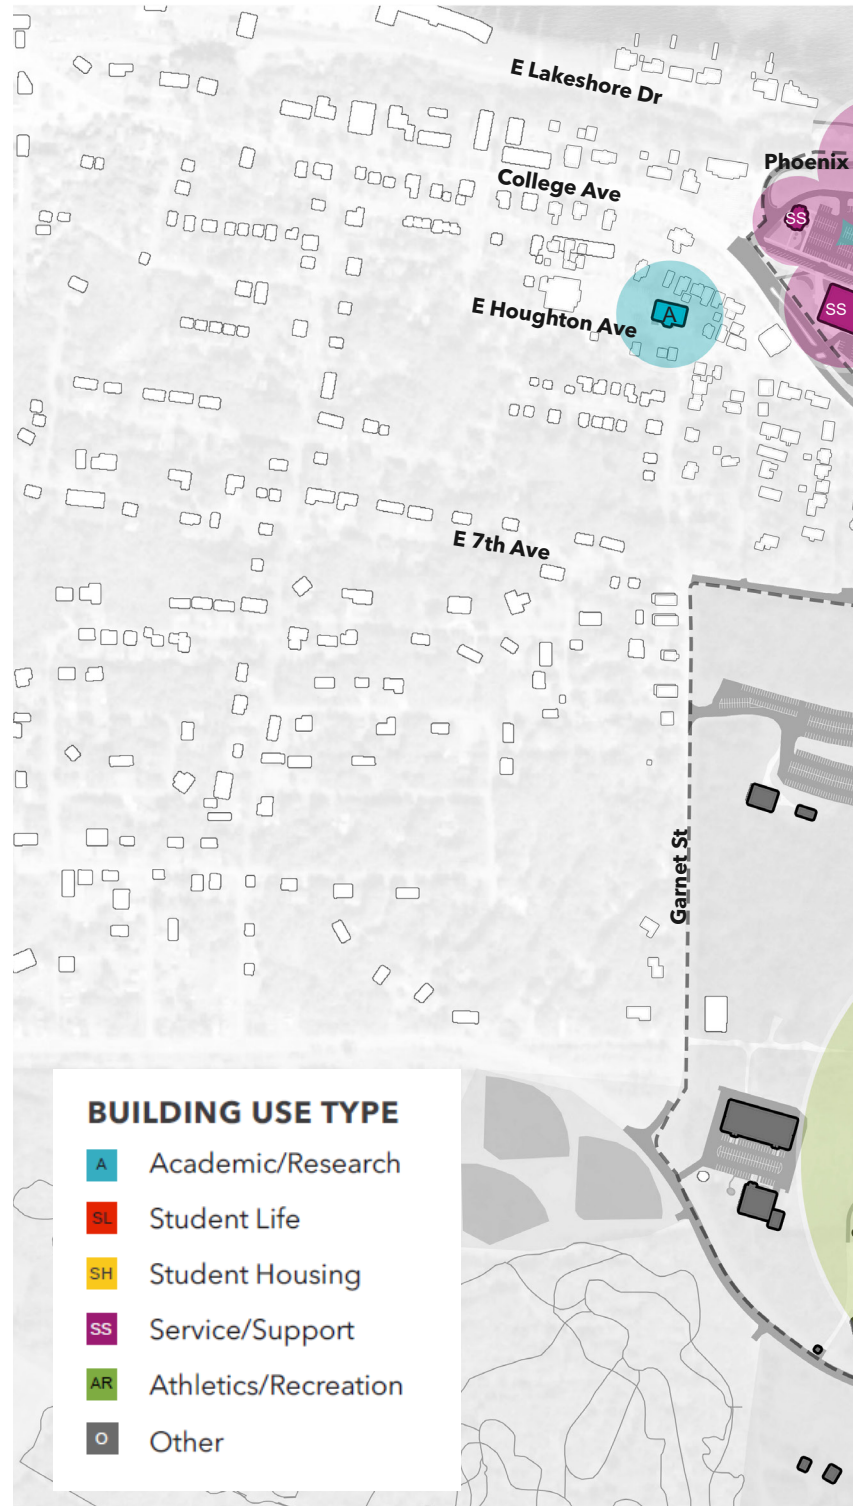 E Lakeshore Dr
Phoenix
College Ave
SS
E Houghton Ave
A
SS
E 7th Ave
Garnet St
BUILDING USE TYPE
A Academic/Research
SL Student Life
SH Student Housing
SS Service/Support
AR Athletics/Recreation
O Other